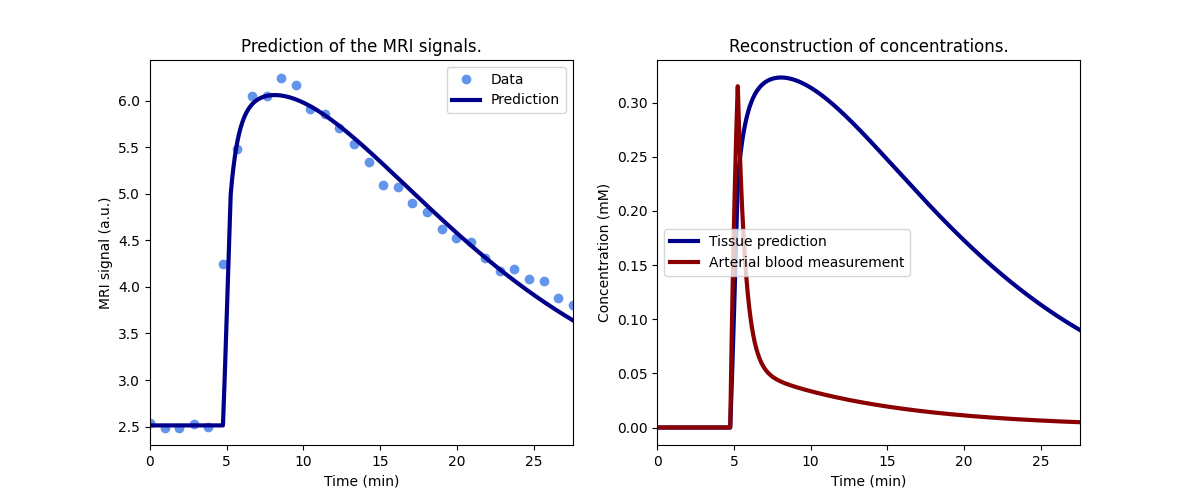 Prediction of the MRI signals.
MRI signal (a.u.)
6.0
5.5
5.0
4.5
4.0
3.5
3.0
2.5
Data
Prediction
0
5
10
15
20
25
Time (min)
Reconstruction of concentrations.
Concentration (mM)
0.30
0.25
0.20
0.15
0.10
0.05
0.00
Tissue prediction
Arterial blood measurement
0
5
10
15
20
25
Time (min)